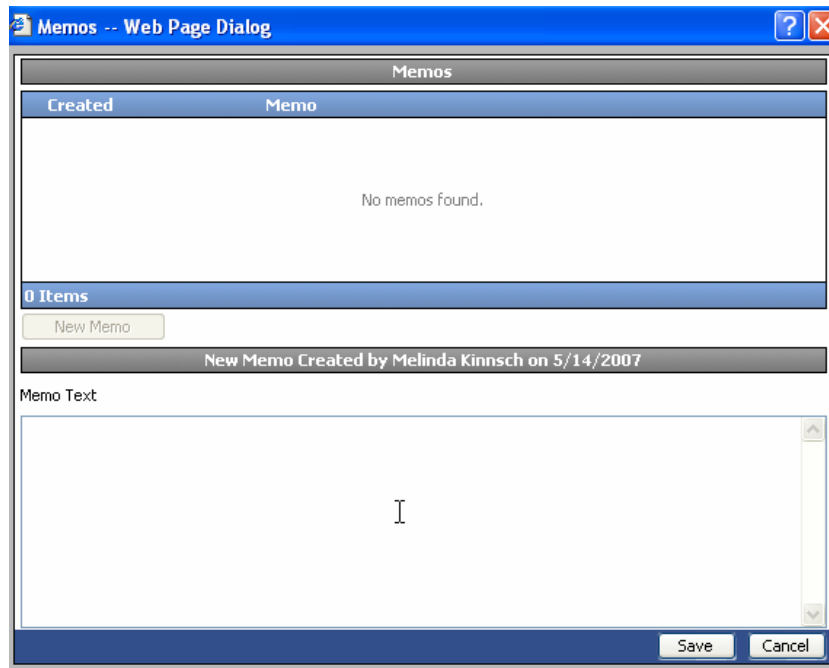 Memos -- Web Page Dialog
Memos
Created Memo
No memos found.
0 Items
New Memo
New Memo Created by Melinda Kinnsch on 5/14/2007
Memo Text
Save Cancel